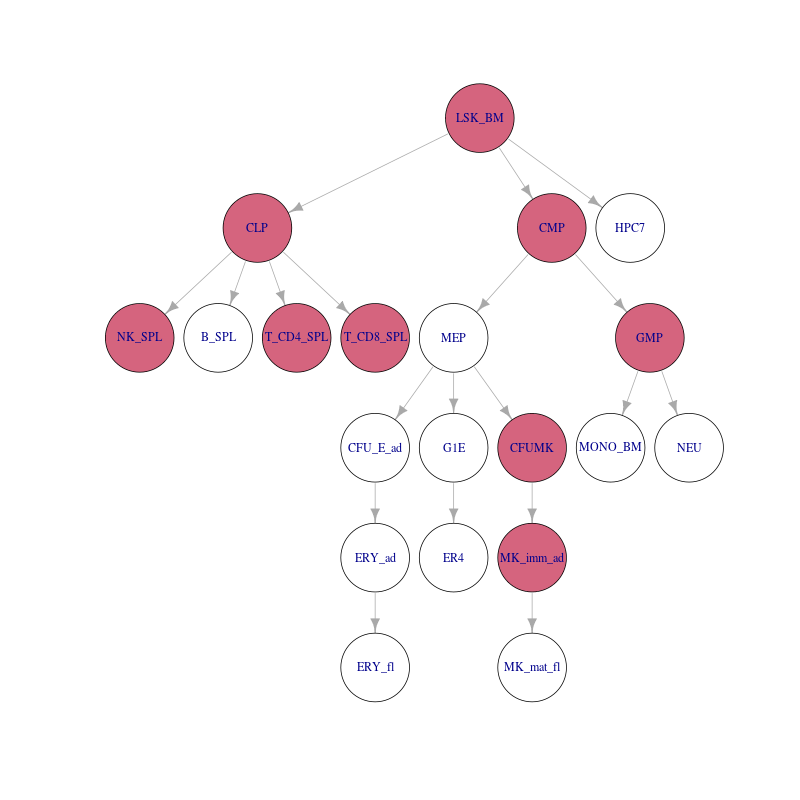 LSK_BM
CLP
CMP
HPC7
NK_SPL
B_SPL
T_CD4_SPL
T_CD8_SPL
MEP
GMP
CFU_E_ad
G1E
CFUMK
MONO_BM
NEU
ERY_ad
ER4
MK_imm_ad
ERY_fl
MK_mat_fl